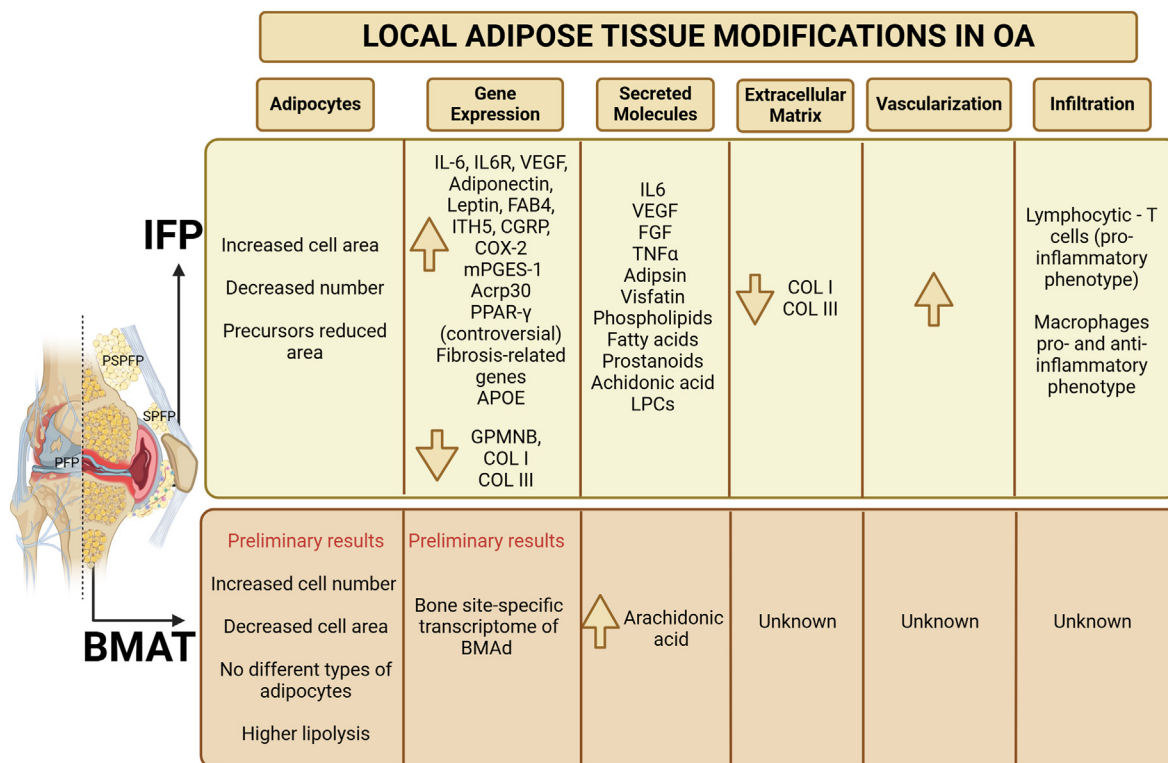 LOCAL ADIPOSE TISSUE MODIFICATIONS IN OA
Adipocytes
Gene
Expression
Secreted
Molecules
Extracellular
Matrix
Vascularization
Infiltration
IFP
Increased cell area
Decreased number
Precursors reduced
area
IL-6, IL6R, VEGF,
Adiponectin,
Leptin, FAB4,
ITH5, CGRP,
COX-2
mPGES-1
Acrp30
PPAR-γ
(controversial)
Fibrosis-related
genes
APOE
GPMNB,
COL I
COL III
IL6
VEGF
FGF
TNFα
Adipsin
Visfatin
Phospholipids
Fatty acids
Prostanoids
Achidonic acid
LPCs
COL I
COL III
Lymphocytic - T
cells (pro-
inflammatory
phenotype)
Macrophages
pro- and anti-
inflammatory
phenotype
PSPFP
SPFP
PFP
BMAT
Preliminary results
Increased cell number
Decreased cell area
No different types of
adipocytes
Higher lipolysis
Preliminary results
Bone site-specific
transcriptome of
BMAd
Arachidonic
acid
Unknown
Unknown
Unknown